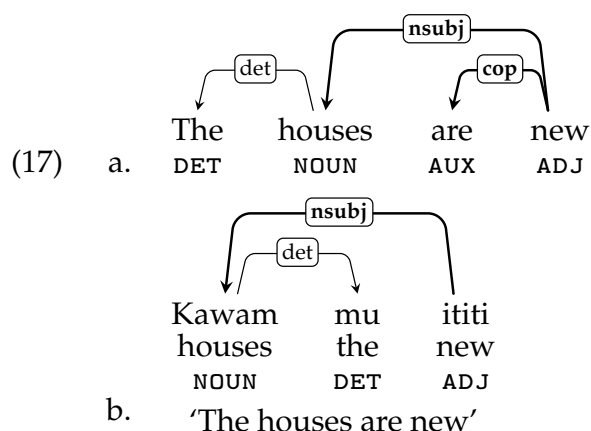 nsubj
det cop
The houses are new
(17) a. DET NOUN AUX ADJ
nsubj
det
Kawam mu ititi
houses the new
NOUN DET ADJ
b. 'The houses are new'